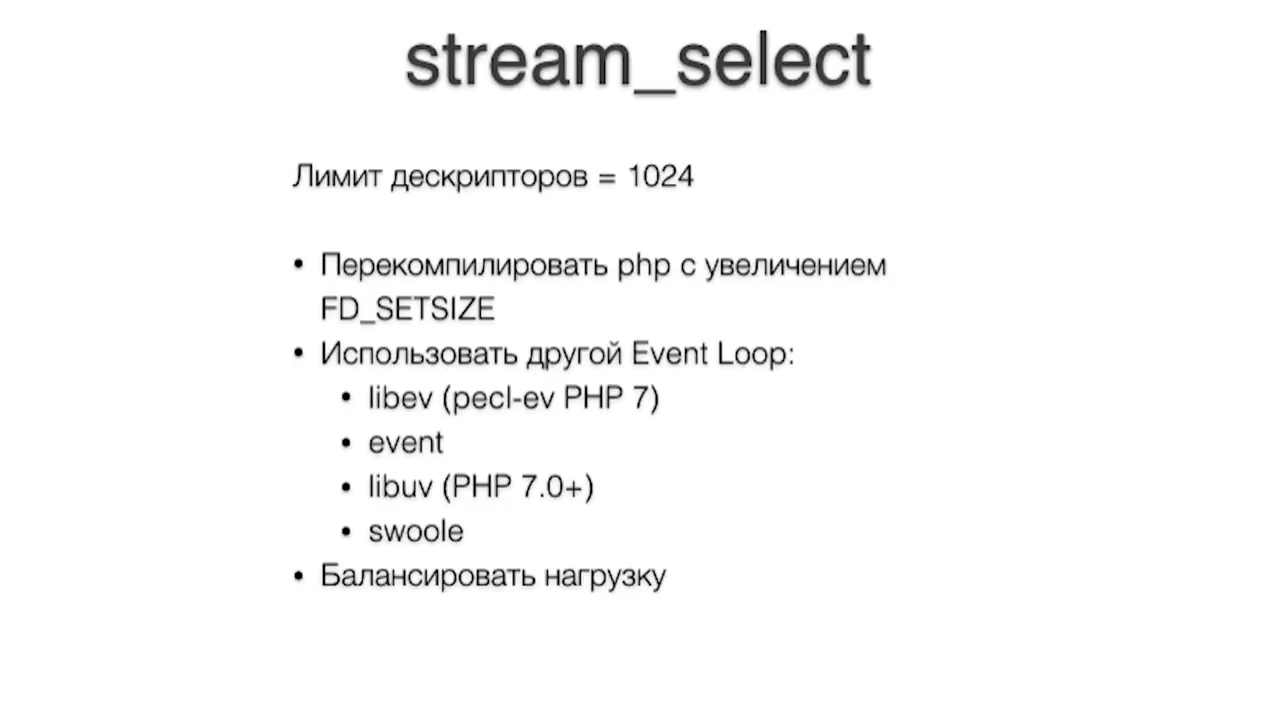 stream_select
Лимит дескрипторов = 1024
• Перекомпилировать php с увеличением
FD_SETSIZE
• Использовать другой Event Loop:
• libev (pecl-ev PHP 7)
• event
• libuv (PHP 7.0+)
• swoole
• Балансировать нагрузку